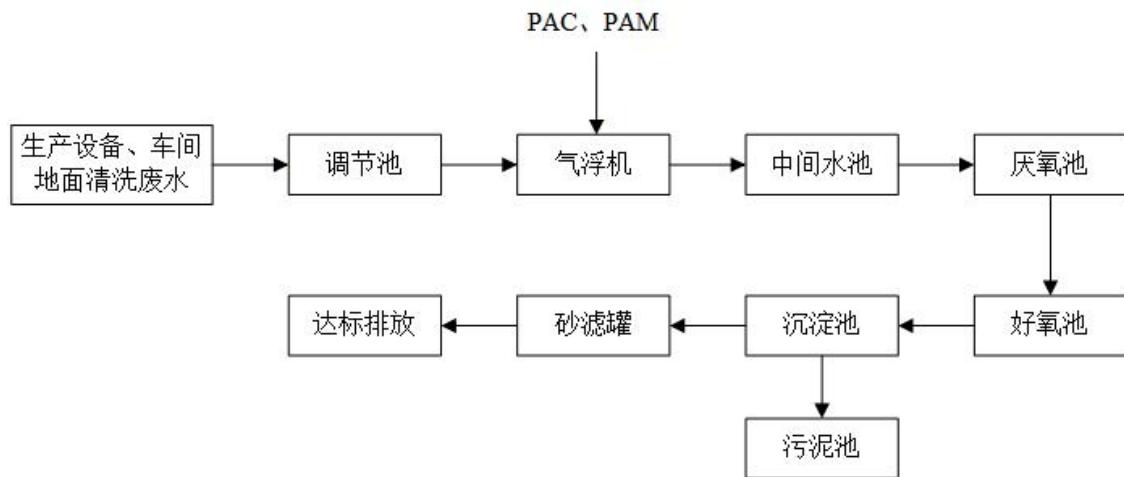 PAC、PAM
生产设备、车间
地面清洗废水
调节池
气浮机
中间水池
厌氧池
达标排放
砂滤罐
沉淀池
好氧池
污泥池